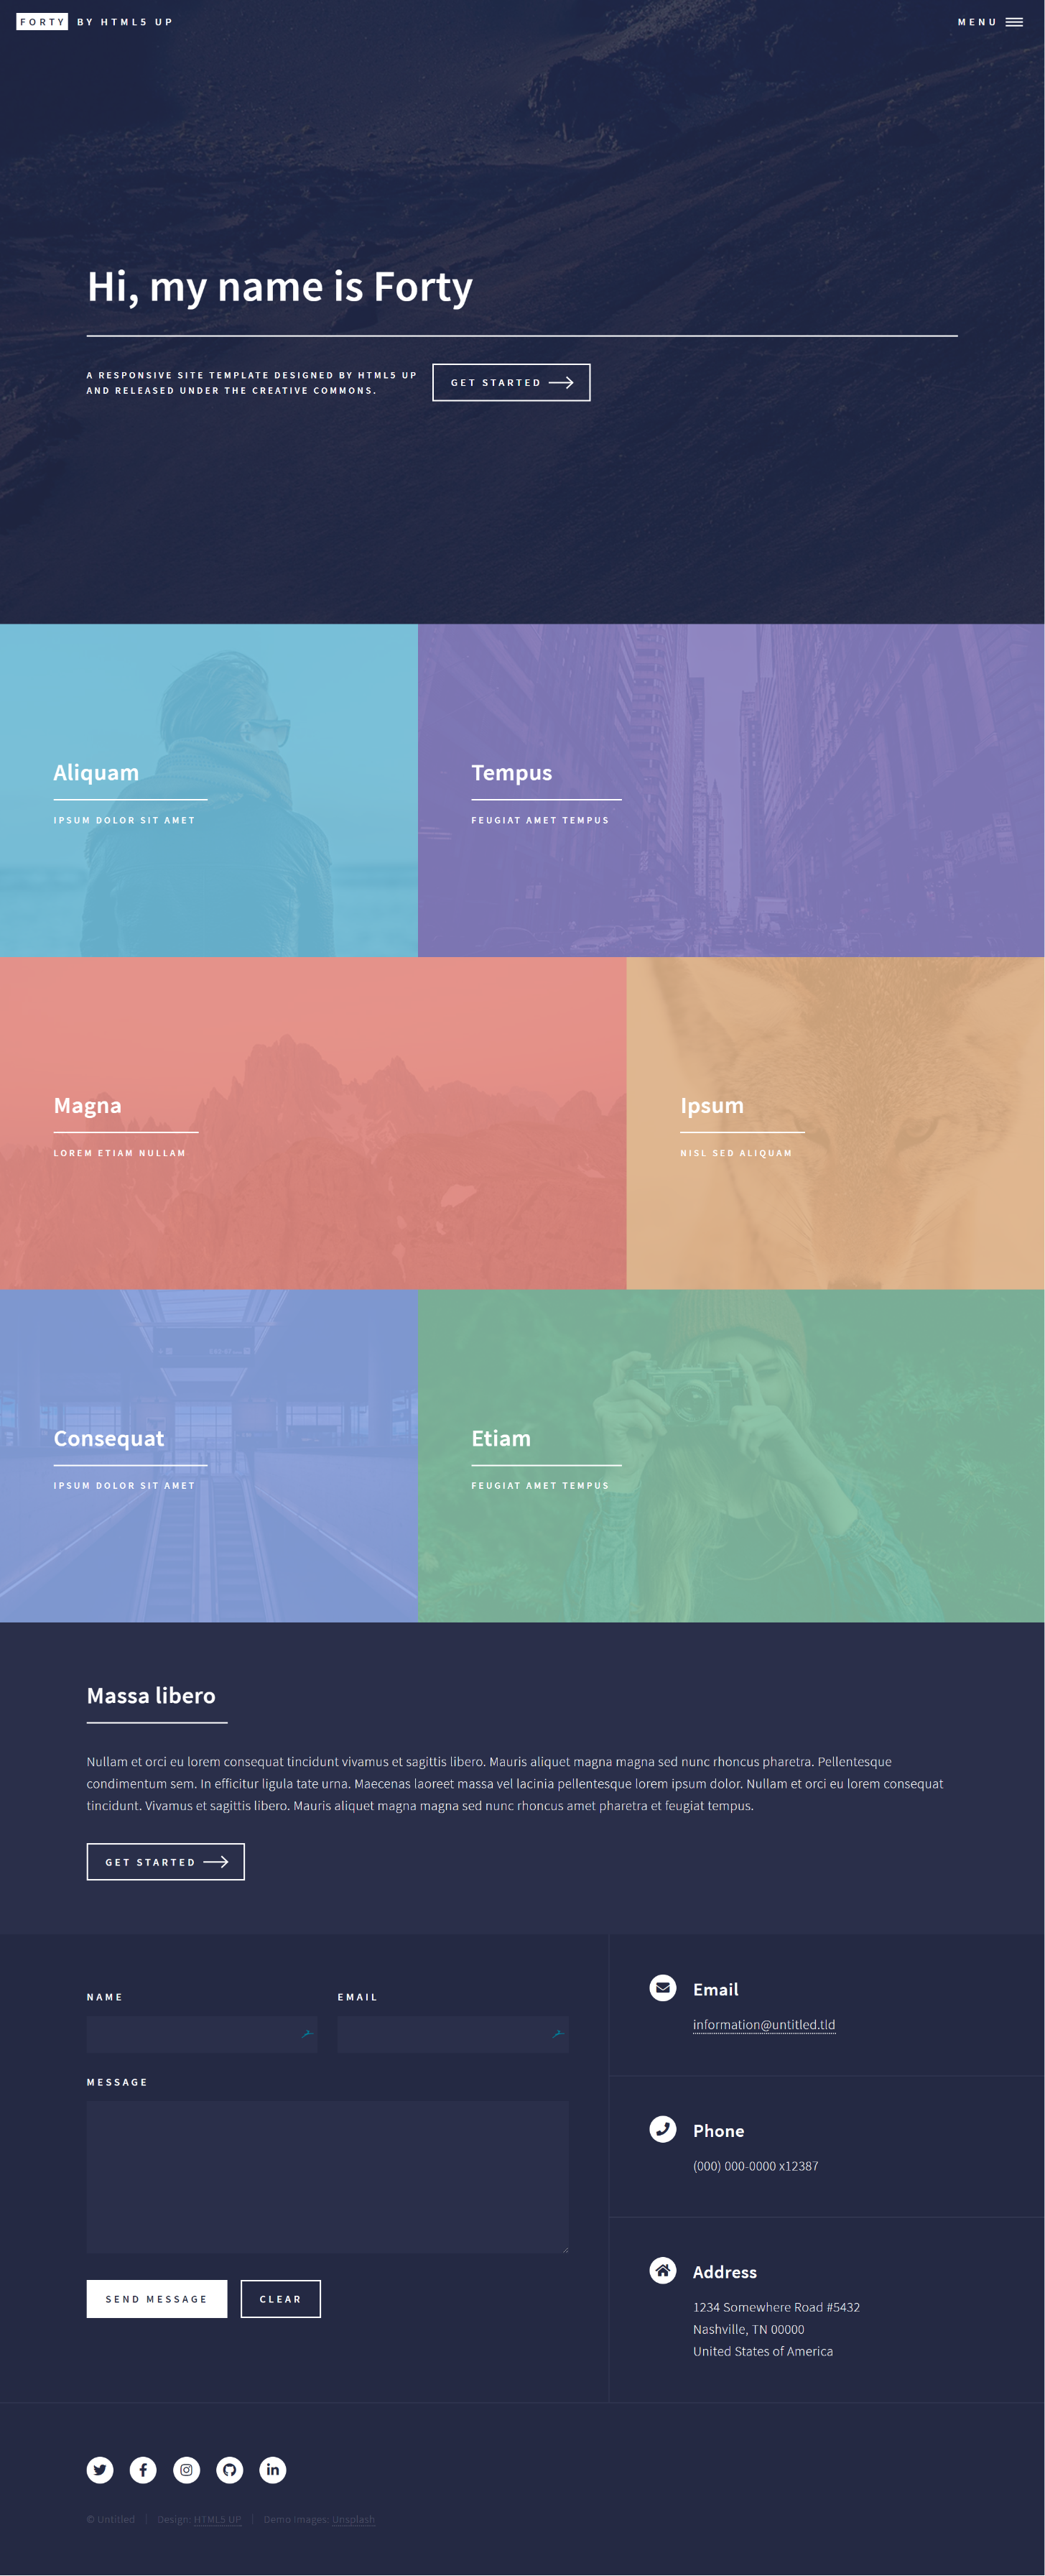 FORTY BY HTML5 UP
MENU
Hi, my name is Forty
A RESPONSIVE SITE TEMPLATE DESIGNED BY HTML5 UP
AND RELEASED UNDER THE CREATIVE COMMONS.
GET STARTED
Aliquam
IPSUM DOLOR SIT AMET
Tempus
FEUGIAT AMET TEMPUS
Magna
LOREM ETIAM NULLAM
Ipsum
NISL SED ALIQUAM
Consequat
IPSUM DOLOR SIT AMET
Etiam
FEUGIAT AMET TEMPUS
Massa libero
Nullam et orci eu lorem consequat tincidunt vivamus et sagittis libero. Mauris aliquet magna magna sed nunc rhoncus pharetra. Pellentesque
condimentum sem. In efficitur ligula tate urna. Maecenas laoreet massa vel lacinia pellentesque lorem ipsum dolor. Nullam et orci eu lorem consequat
tincidunt. Vivamus et sagittis libero. Mauris aliquet magna magna sed nunc rhoncus amet pharetra et feugiat tempus.
GET STARTED
NAME
EMAIL
MESSAGE
SEND MESSAGE
CLEAR
Email
information@untitled.tld
Phone
(000) 000-0000 x12387
Address
1234 Somewhere Road #5432
Nashville, TN 00000
United States of America
© Untitled | Design: HTML5 UP | Demo Images: Unsplash